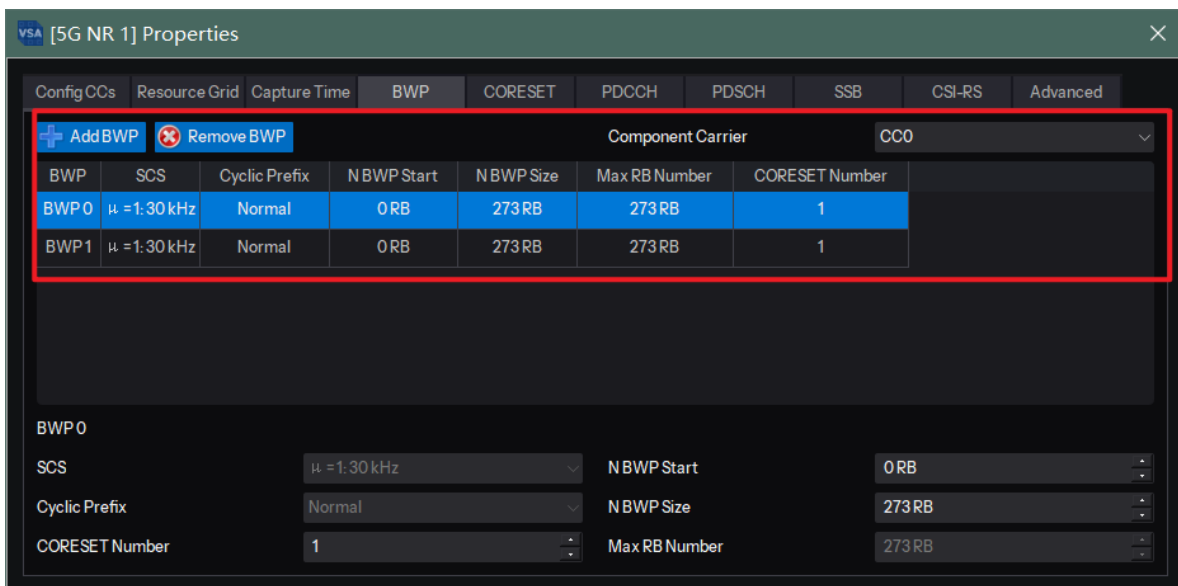 VSA [5G NR 1] Properties
Config CCs Resource Grid Capture Time BWP CORESET PDCCH PDSCH SSB CSI-RS Advanced
Add BWP Remove BWP Component Carrier CC0
BWP SCS Cyclic Prefix N BWP Start N BWP Size Max RB Number CORESET Number
BWP 0 μ =1: 30 kHz Normal 0 RB 273 RB 273 RB 1
BWP 1 μ =1: 30 kHz Normal 0 RB 273 RB 273 RB 1
BWP 0
SCS μ =1: 30 kHz N BWP Start 0 RB
Cyclic Prefix Normal N BWP Size 273 RB
CORESET Number 1 Max RB Number 273 RB